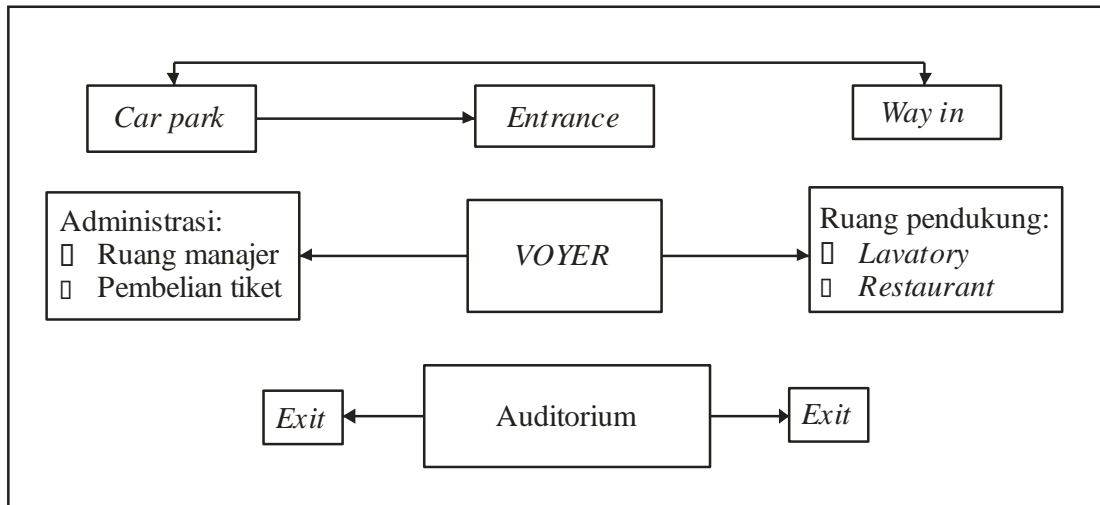 Car park
Entrance
Way in
Administrasi:
▯ Ruang manajer
▯ Pembelian tiket
VOYER
Ruang pendukung:
▯ Lavatory
▯ Restaurant
Exit
Auditorium
Exit